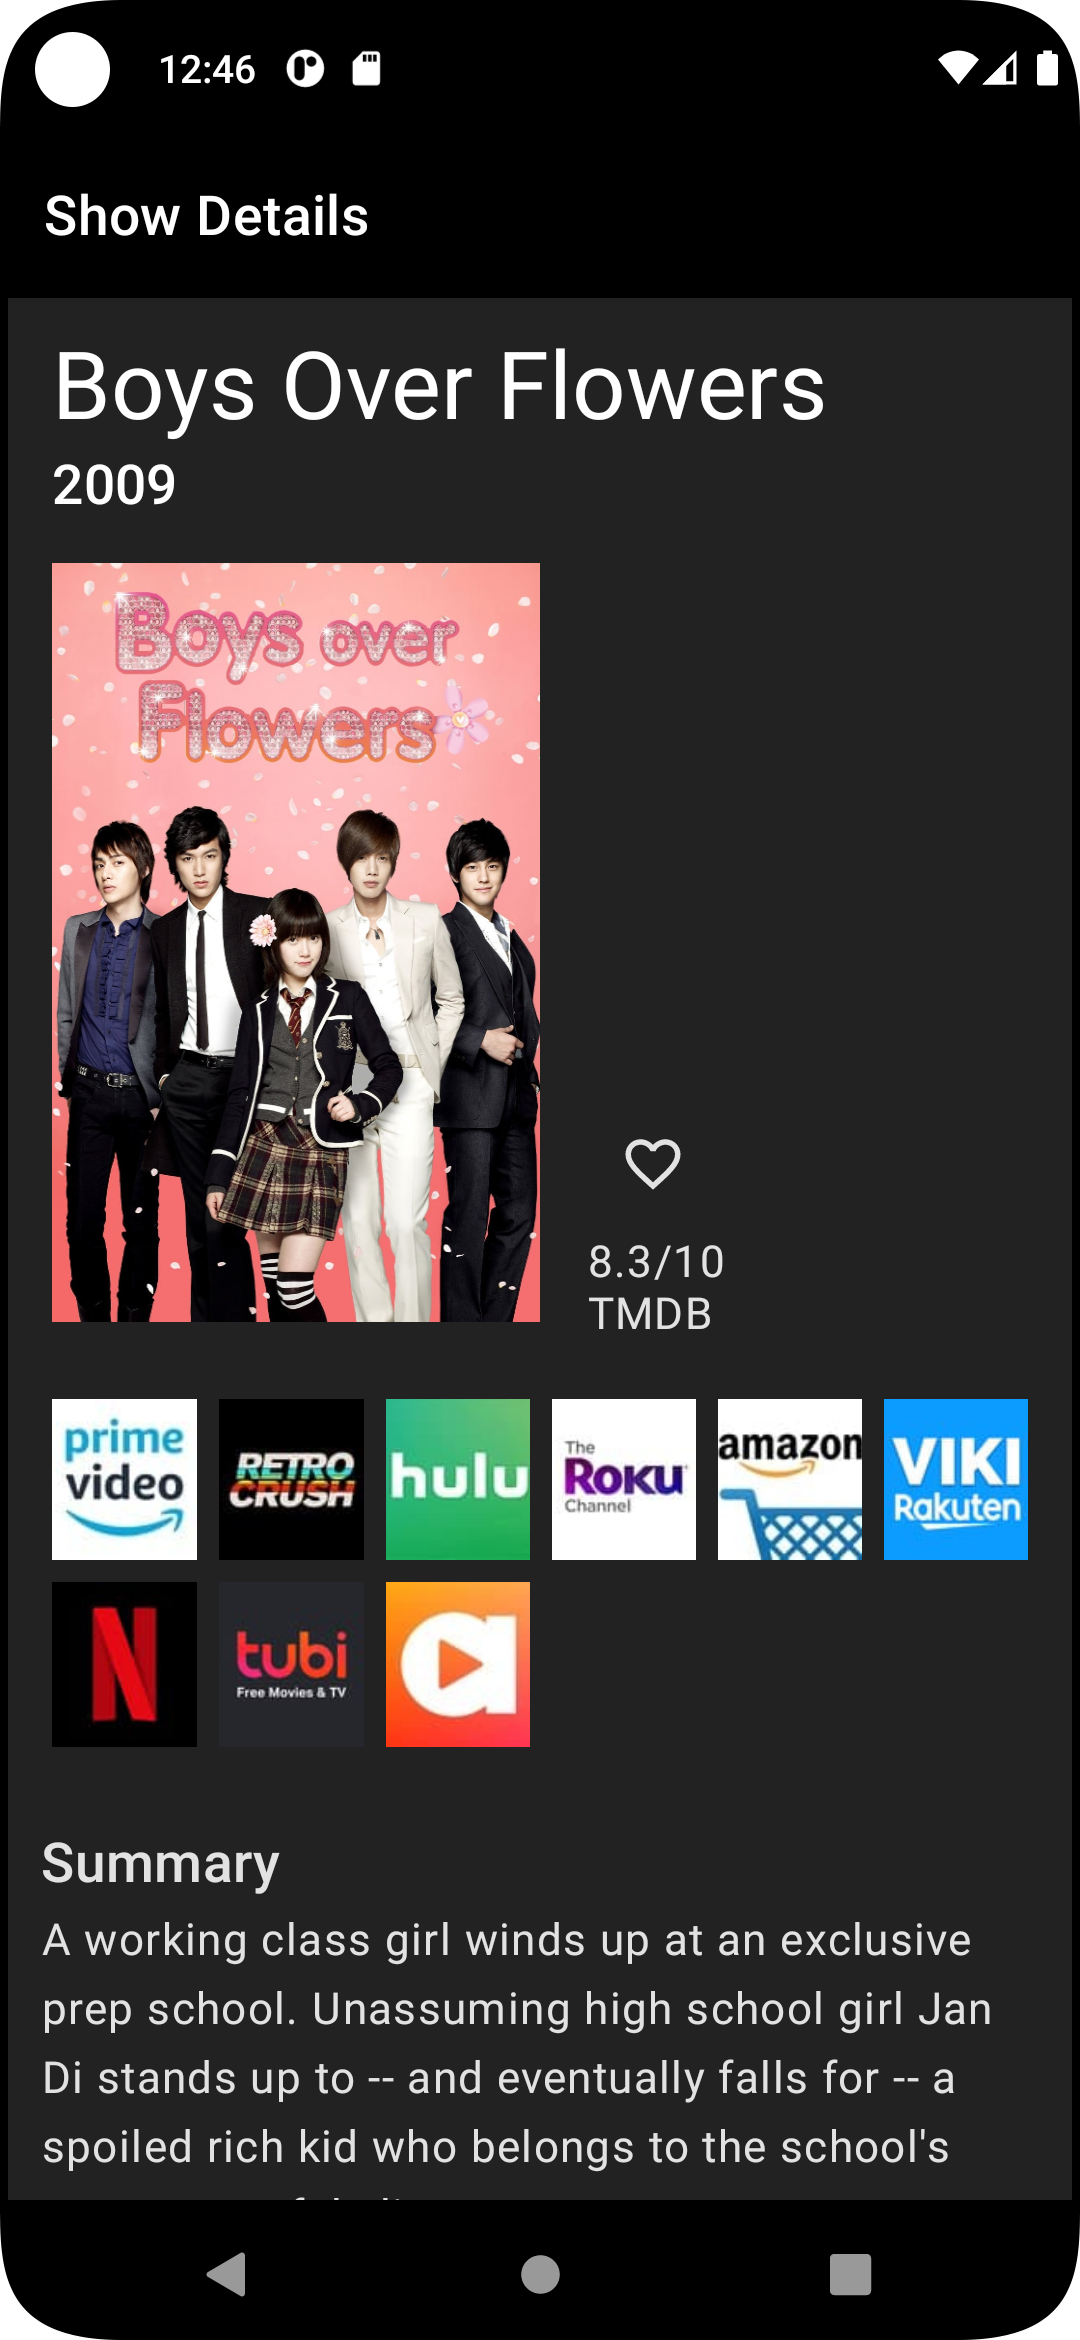 12:46
Show Details
Boys Over Flowers
2009
Boys over
Flowers
8.3/10
TMDB
prime
video
RETRO
CRUSH
hulu
The
ROKU
Channel
amazon
VIKI
Rakuten
N
tubi
Free Movies & TV
a
Summary
A working class girl winds up at an exclusive
prep school. Unassuming high school girl Jan
Di stands up to -- and eventually falls for -- a
spoiled rich kid who belongs to the school's